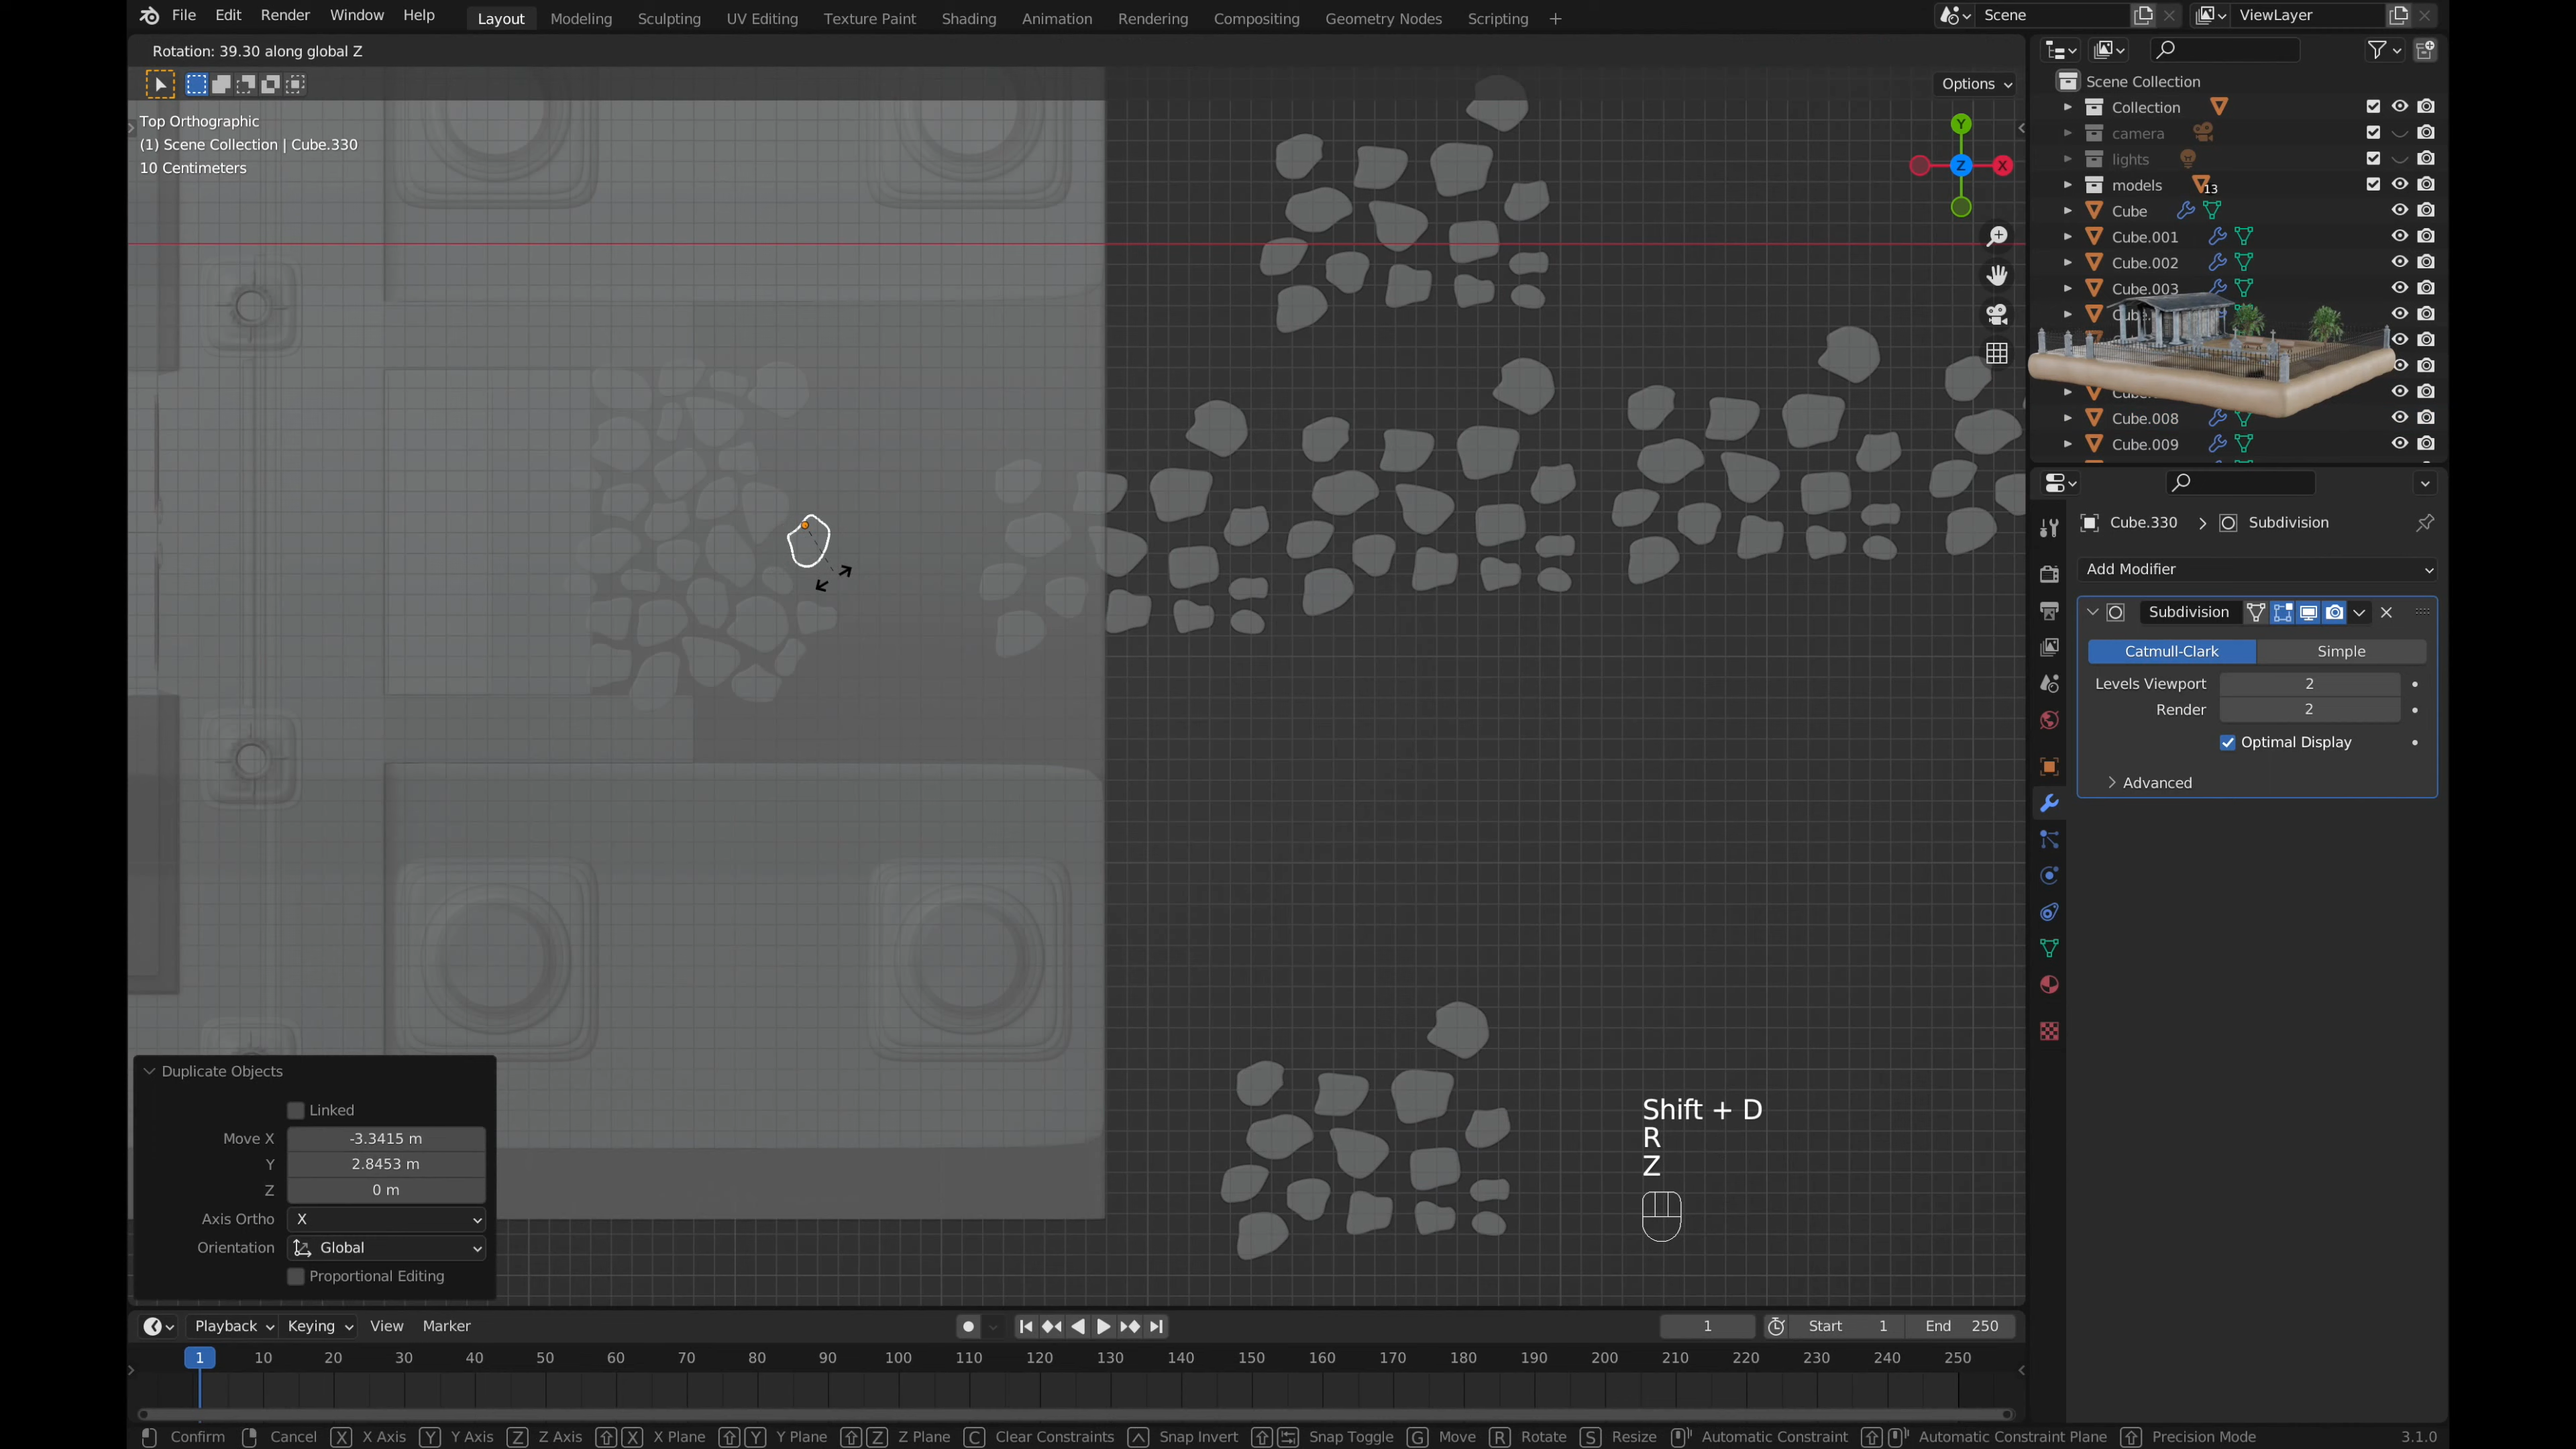 File Edit Render Window Help Layout Modeling Sculpting UV Editing Texture Paint Shading Animation Rendering Compositing Geometry Nodes Scripting + Scene ViewLayer
Rotation: 39.30 along global Z
Options
Top Orthographic
(1) Scene Collection | Cube.330
10 Centimeters
Y
X
Z
Scene Collection
Collection
camera
lights
models 13
Cube
Cube.001
Cube.002
Cube.003
Cube.008
Cube.009
Cube.330 > Subdivision
Add Modifier
Subdivision
Catmull-Clark Simple
Levels Viewport 2
Render 2
Optimal Display
Advanced
Duplicate Objects
Linked
Move X -3.3415 m
Y 2.8453 m
Z 0 m
Axis Ortho X
Orientation Global
Proportional Editing
Shift + D
R
Z
Playback Keying View Marker 1 Start 1 End 250
1 10 20 30 40 50 60 70 80 90 100 110 120 130 140 150 160 170 180 190 200 210 220 230 240 250
Confirm Cancel X X Axis Y Y Axis Z Z Axis X X Plane Y Y Plane Z Z Plane C Clear Constraints Snap Invert Snap Toggle G Move R Rotate S Resize Automatic Constraint Automatic Constraint Plane Precision Mode 3.1.0